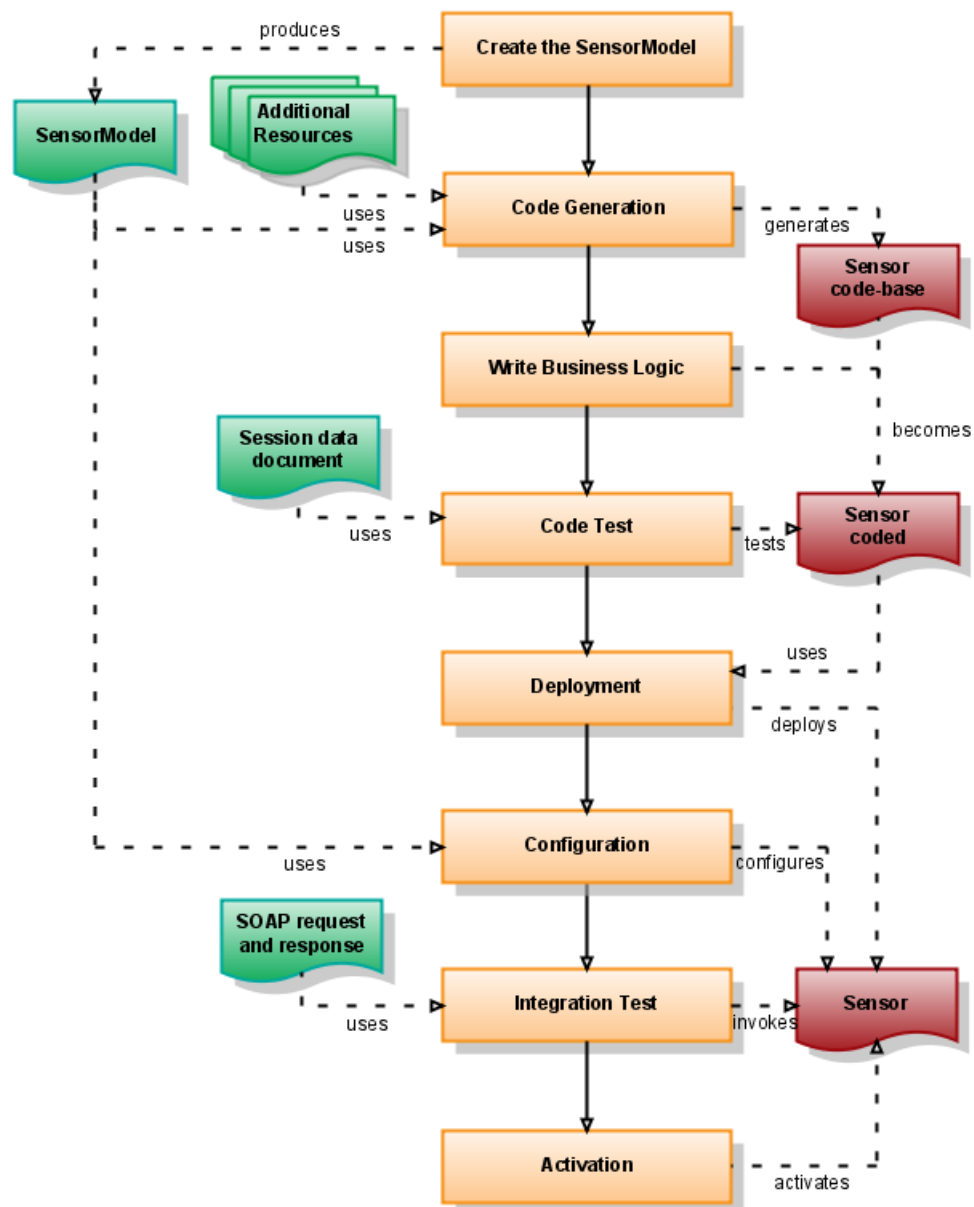 produces
Create the SensorModel
SensorModel
Additional
Resources
uses
Code Generation
uses
generates
Sensor
code-base
Write Business Logic
becomes
Session data
document
uses
Code Test
tests
Sensor
coded
uses
Deployment
deploys
Configuration
uses
configures
SOAP request
and response
uses
Integration Test
invokes
Sensor
Activation
activates